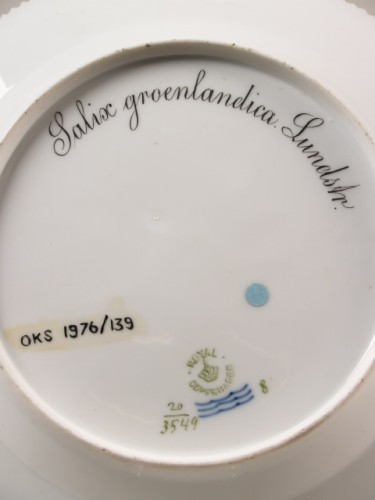 Salix groenlandica. Lundstr.
OKS 1976/139
ROYAL
COPENHAGEN
20
3549
8